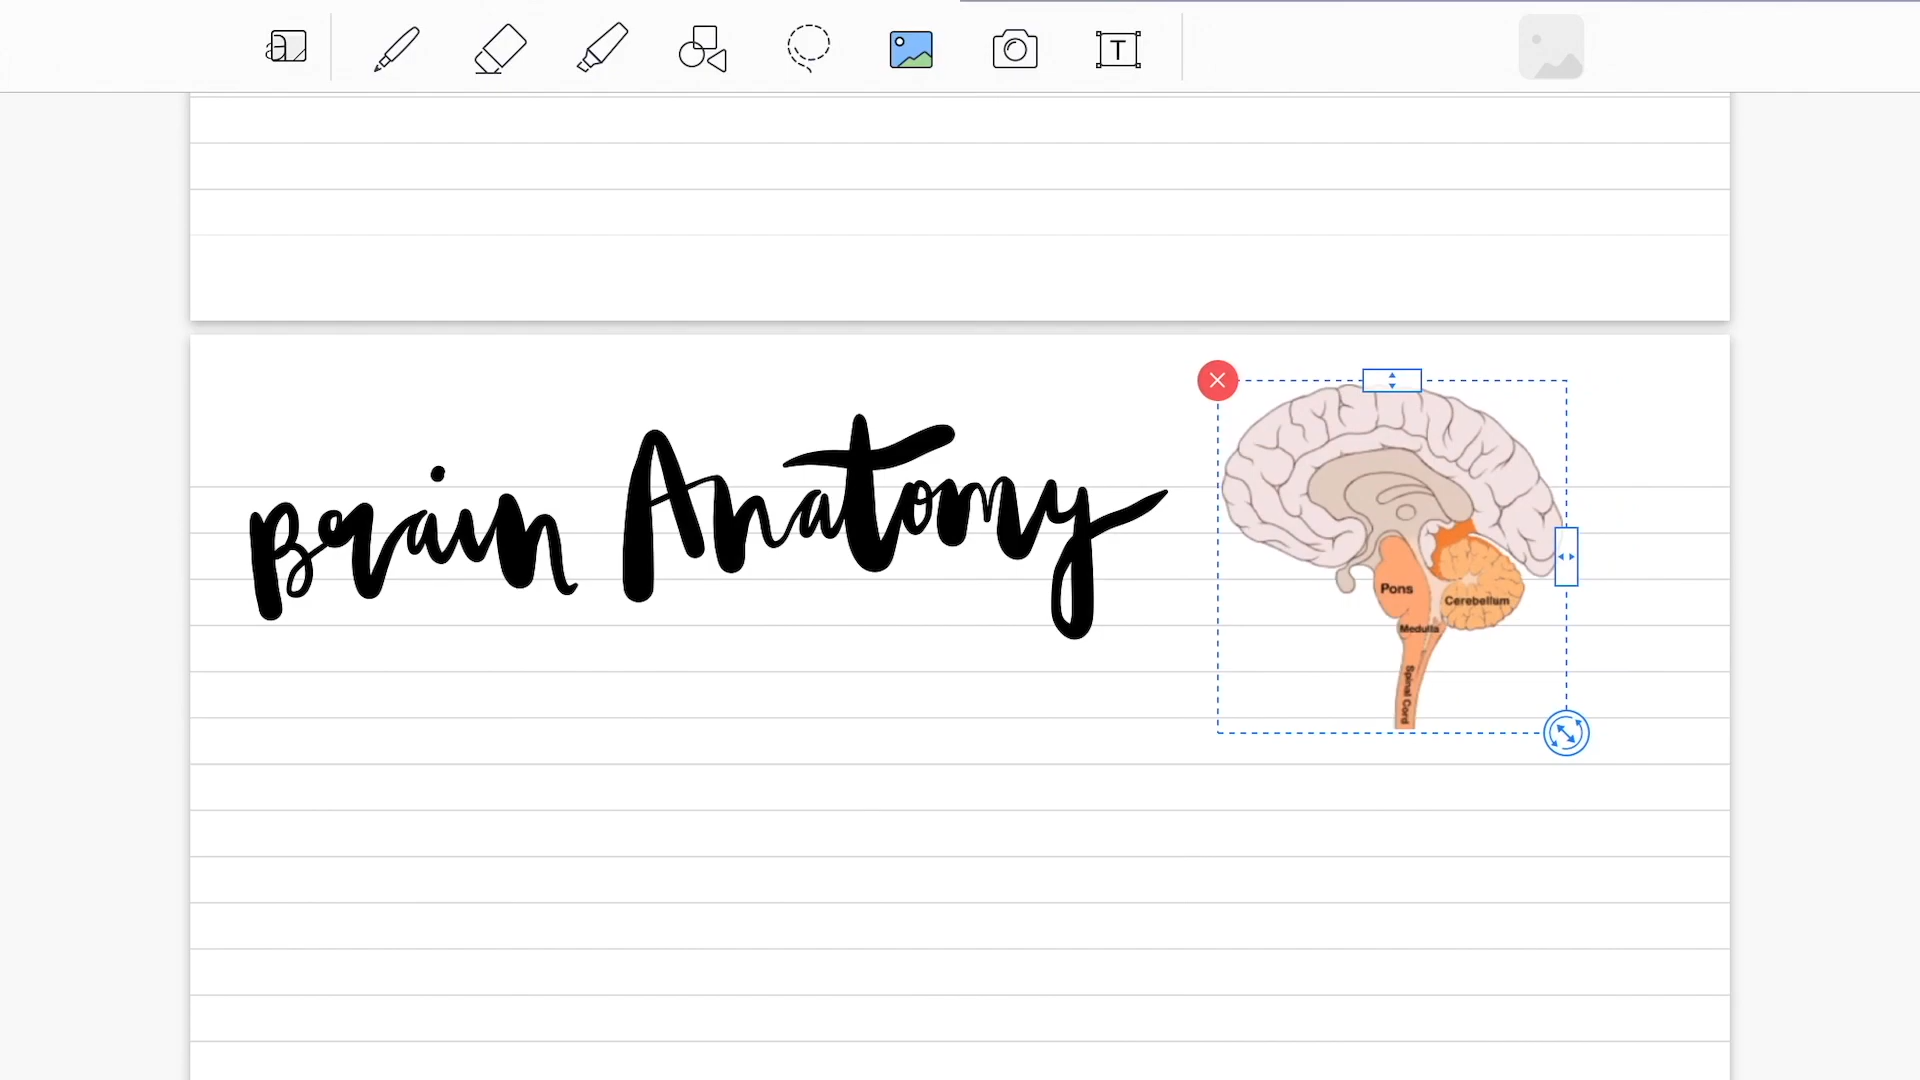 T
Brain Anatomy
Pons
Cerebellum
Medulla
Spinal Cord